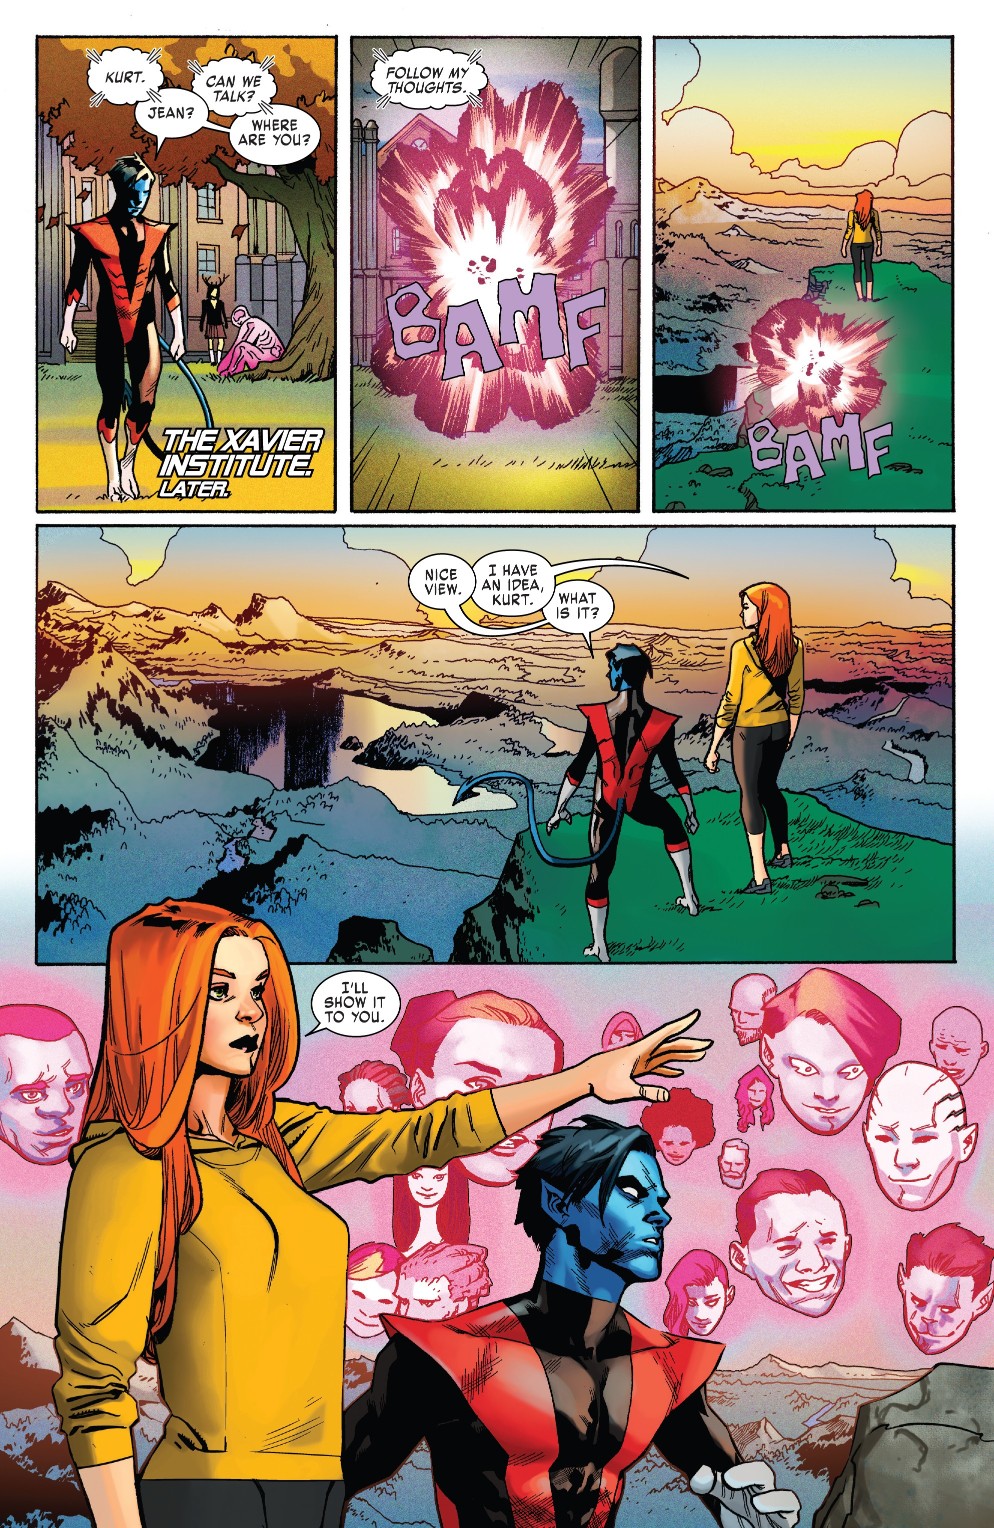 KURT.
JEAN?
CAN WE
TALK?
WHERE
ARE YOU?
THE XAVIER
INSTITUTE.
LATER.
FOLLOW MY
THOUGHTS.
BAMF
BAMF
NICE
VIEW.
I HAVE
AN IDEA,
KURT.
WHAT
IS IT?
I'LL
SHOW IT
TO YOU.